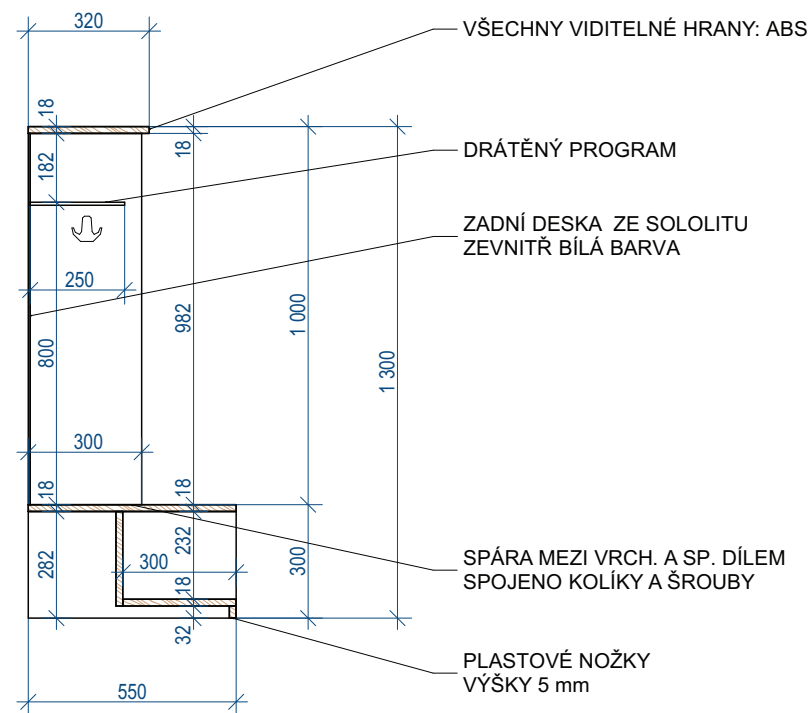 320
VŠECHNY VIDITELNÉ HRANY: ABS
18
18
182
DRÁTĚNÝ PROGRAM
ZADNÍ DESKA ZE SOLOLITU
ZEVNITŘ BÍLÁ BARVA
250
982
1 000
800
1 300
300
18
18
282
232
300
300
SPÁRA MEZI VRCH. A SP. DÍLEM
SPOJENO KOLÍKY A ŠROUBY
18
32
PLASTOVÉ NOŽKY
VÝŠKY 5 mm
550